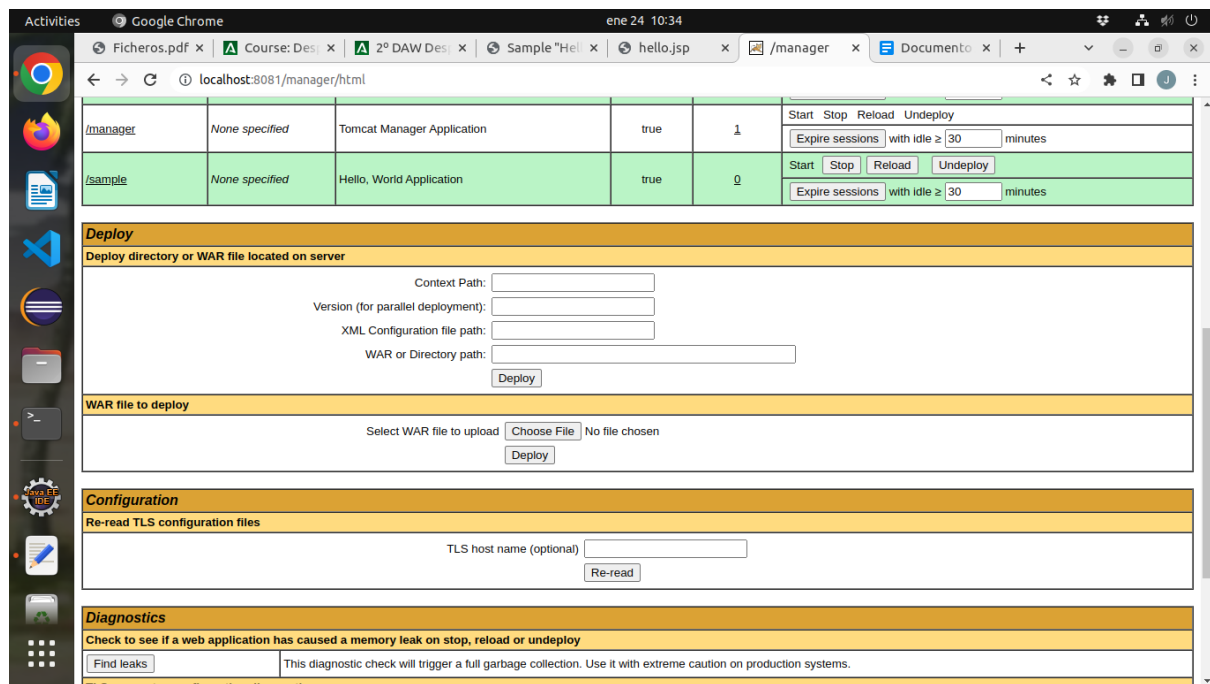 Activities Google Chrome ene 24 10:34
Ficheros.pdf Course: Des 2º DAW Des Sample "Hel hello.jsp /manager Documento
localhost:8081/manager/html
/manager None specified Tomcat Manager Application true 1 Start Stop Reload Undeploy
Expire sessions with idle ≥ 30 minutes
/sample None specified Hello, World Application true 0 Start Stop Reload Undeploy
Expire sessions with idle ≥ 30 minutes
Deploy
Deploy directory or WAR file located on server
Context Path:
Version (for parallel deployment):
XML Configuration file path:
WAR or Directory path:
Deploy
WAR file to deploy
Select WAR file to upload Choose File No file chosen
Deploy
Configuration
Re-read TLS configuration files
TLS host name (optional)
Re-read
Java EE
IDE
Diagnostics
Check to see if a web application has caused a memory leak on stop, reload or undeploy
Find leaks This diagnostic check will trigger a full garbage collection. Use it with extreme caution on production systems.